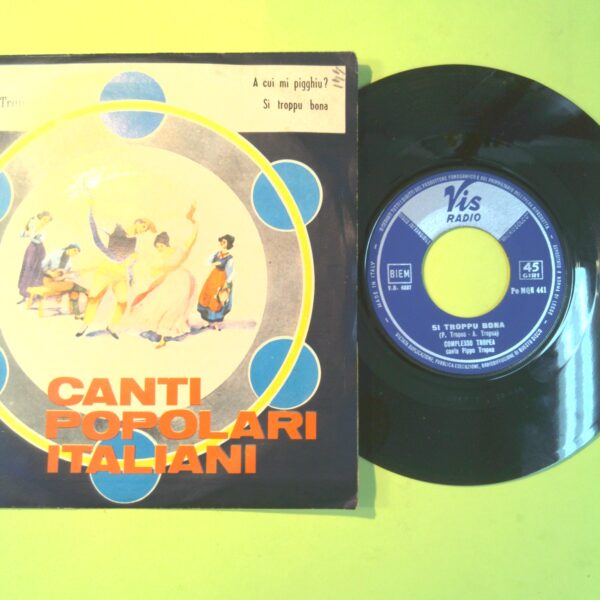 Trop
A cui mi pigghiu?
Si troppu bona
CANTI
POPOLARI
ITALIANI
Vis
RADIO
BIEM
45
GIRI
MADE IN ITALY
Po MQN 441
SI TROPPU BONA
(P. Tropea - A. Tropea)
COMPLESSO TROPEA
canta Pippo Tropea